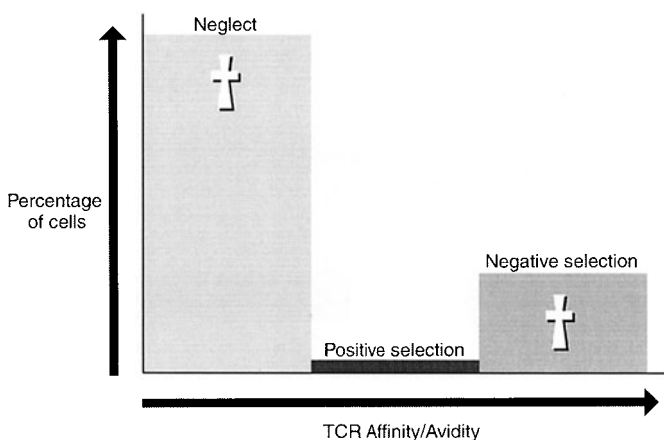 Neglect
Percentage
of cells
Negative selection
Positive selection
TCR Affinity/Avidity